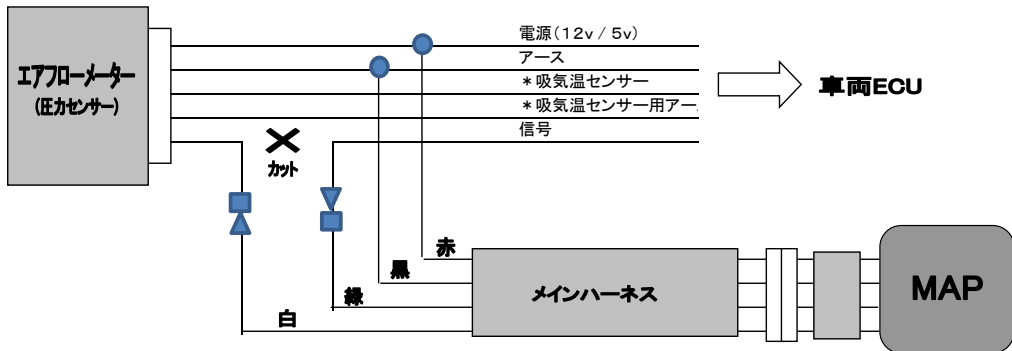 エアフローメーター
(圧力センサー)
電源(12v / 5v)
アース
*吸気温センサー
*吸気温センサー用アー
信号
車両ECU
カット
赤
黒
緑
白
メインハーネス
MAP